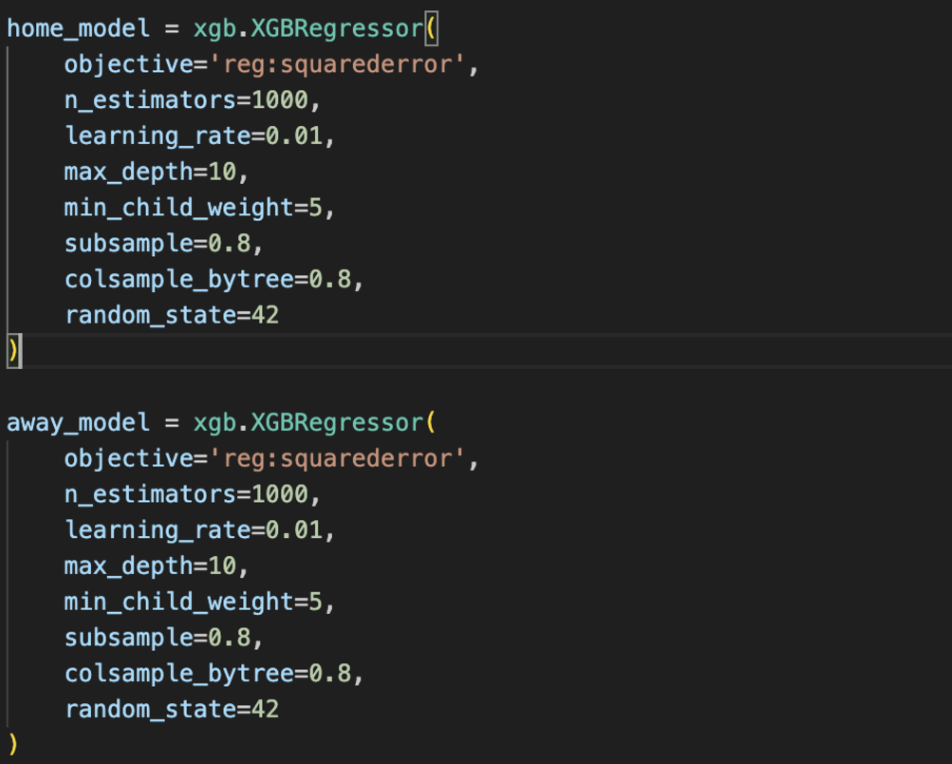 home_model = xgb.XGBRegressor(
    objective='reg:squarederror',
    n_estimators=1000,
    learning_rate=0.01,
    max_depth=10,
    min_child_weight=5,
    subsample=0.8,
    colsample_bytree=0.8,
    random_state=42
)

away_model = xgb.XGBRegressor(
    objective='reg:squarederror',
    n_estimators=1000,
    learning_rate=0.01,
    max_depth=10,
    min_child_weight=5,
    subsample=0.8,
    colsample_bytree=0.8,
    random_state=42
)